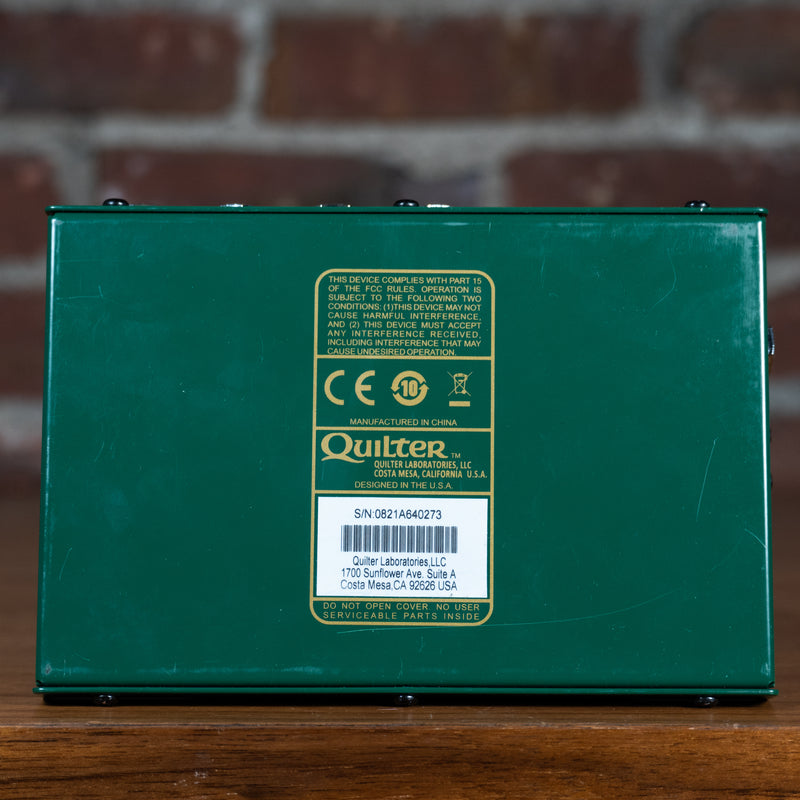 THIS DEVICE COMPLIES WITH PART 15
OF THE FCC RULES. OPERATION IS
SUBJECT TO THE FOLLOWING TWO
CONDITIONS: (1)THIS DEVICE MAY NOT
CAUSE HARMFUL INTERFERENCE,
AND (2) THIS DEVICE MUST ACCEPT
ANY INTERFERENCE RECEIVED,
INCLUDING INTERFERENCE THAT MAY
CAUSE UNDESIRED OPERATION.
CE 10
MANUFACTURED IN CHINA
QUILTER™
QUILTER LABORATORIES, LLC
COSTA MESA, CALIFORNIA U.S.A.
DESIGNED IN THE U.S.A.
S/N:0821A640273
Quilter Laboratories,LLC
1700 Sunflower Ave. Suite A
Costa Mesa,CA 92626 USA
DO NOT OPEN COVER. NO USER
SERVICEABLE PARTS INSIDE